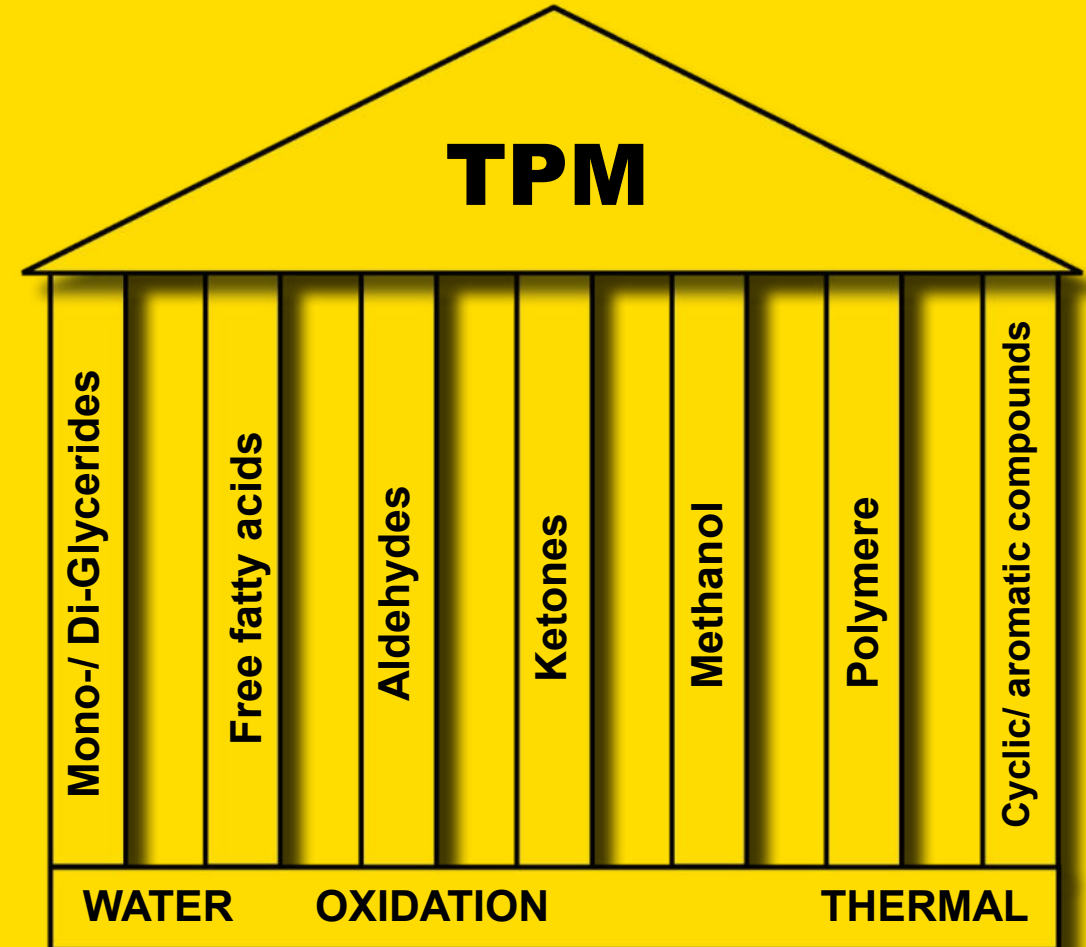 TPM
Mono-/ Di-Glycerides
Free fatty acids
Aldehydes
Ketones
Methanol
Polymere
Cyclic/ aromatic compounds
WATER OXIDATION THERMAL